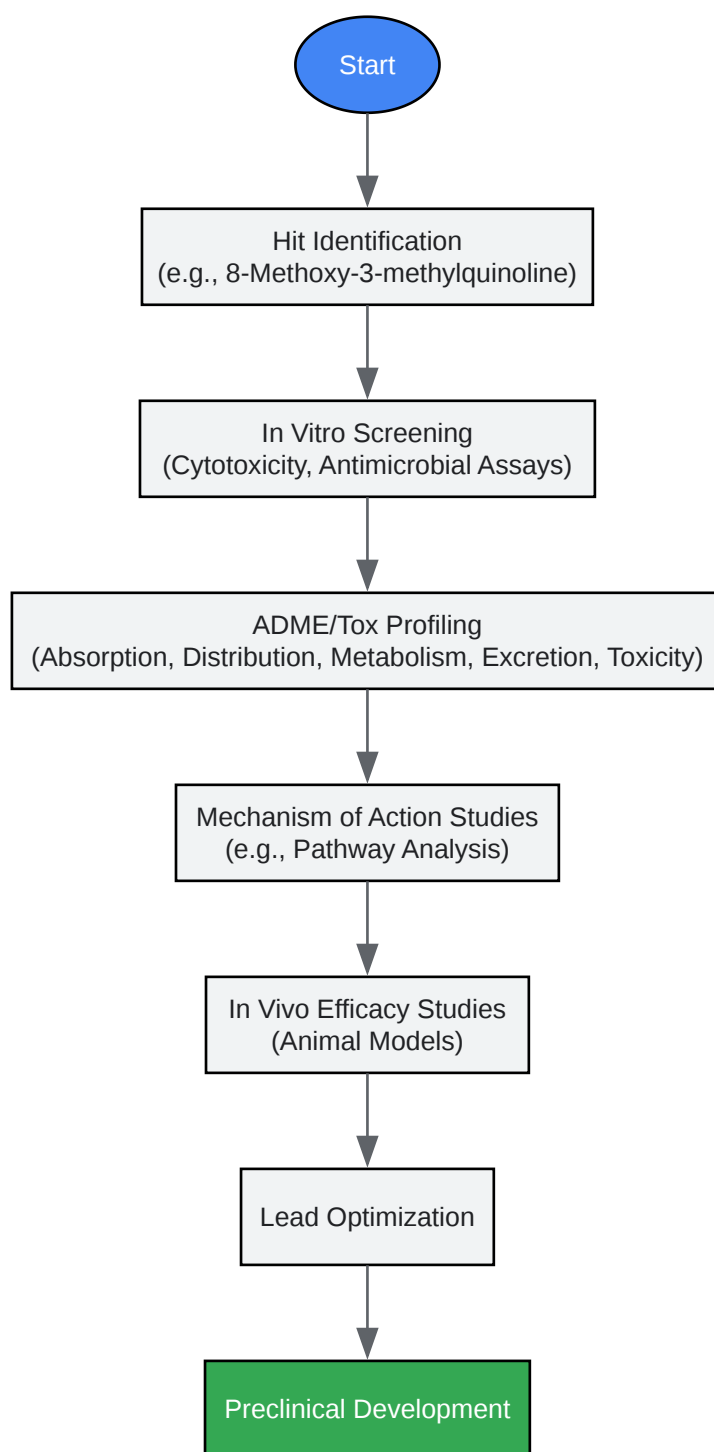 Start
Hit Identification
(e.g., 8-Methoxy-3-methylquinoline)
In Vitro Screening
(Cytotoxicity, Antimicrobial Assays)
ADME/Tox Profiling
(Absorption, Distribution, Metabolism, Excretion, Toxicity)
Mechanism of Action Studies
(e.g., Pathway Analysis)
In Vivo Efficacy Studies
(Animal Models)
Lead Optimization
Preclinical Development